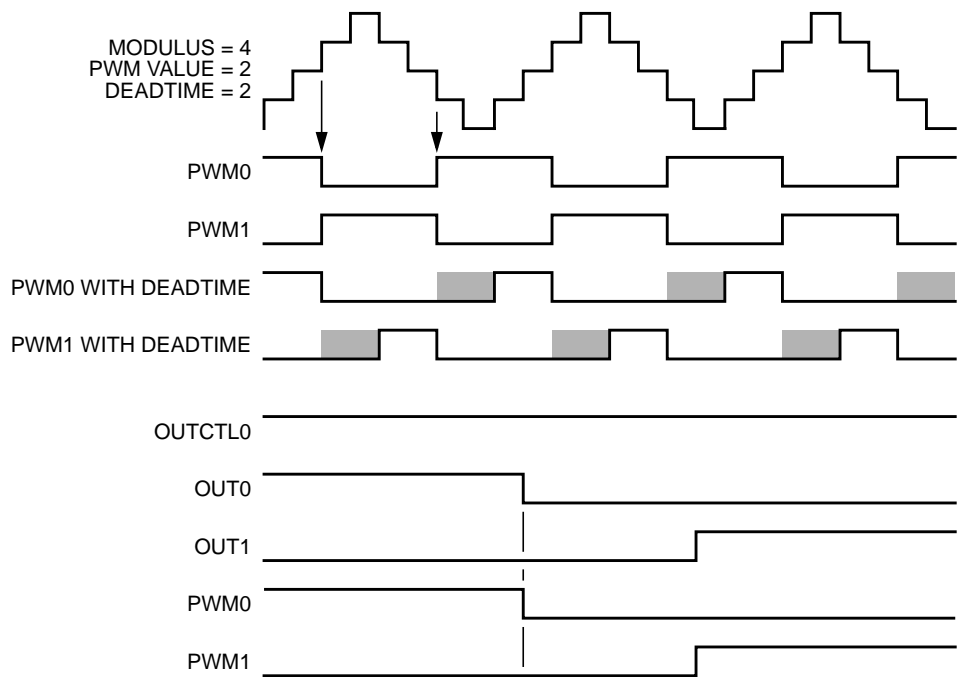 MODULUS = 4
PWM VALUE = 2
DEADTIME = 2
PWM0
PWM1
PWM0 WITH DEADTIME
PWM1 WITH DEADTIME
OUTCTL0
OUT0
OUT1
PWM0
PWM1